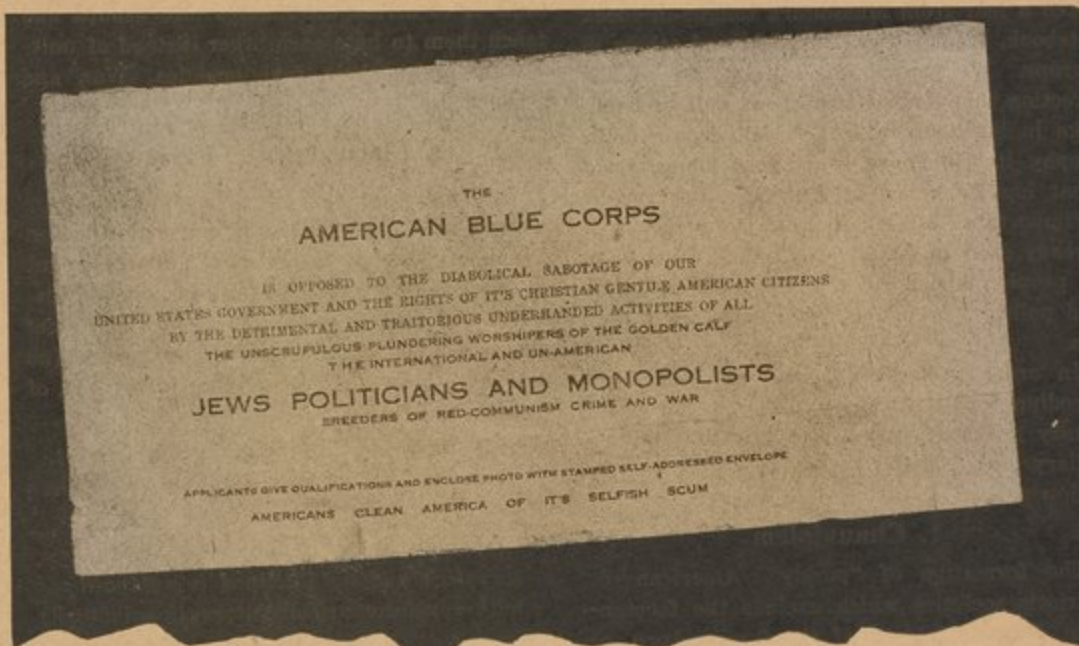 THE
AMERICAN BLUE CORPS
IS OPPOSED TO THE DIABOLICAL SABOTAGE OF OUR
UNITED STATES GOVERNMENT AND THE RIGHTS OF IT'S CHRISTIAN GENTILE AMERICAN CITIZENS
BY THE DETRIMENTAL AND TRAITORIOUS UNDERHANDED ACTIVITIES OF ALL
THE UNSCRUPULOUS PLUNDERING WORSHIPERS OF THE GOLDEN CALF
THE INTERNATIONAL AND UN-AMERICAN
JEWS POLITICIANS AND MONOPOLISTS
BREEDERS OF RED-COMMUNISM CRIME AND WAR
APPLICANTS GIVE QUALIFICATIONS AND ENCLOSE PHOTO WITH STAMPED SELF-ADDRESSED ENVELOPE
AMERICANS CLEAN AMERICA OF IT'S SELFISH SCUM